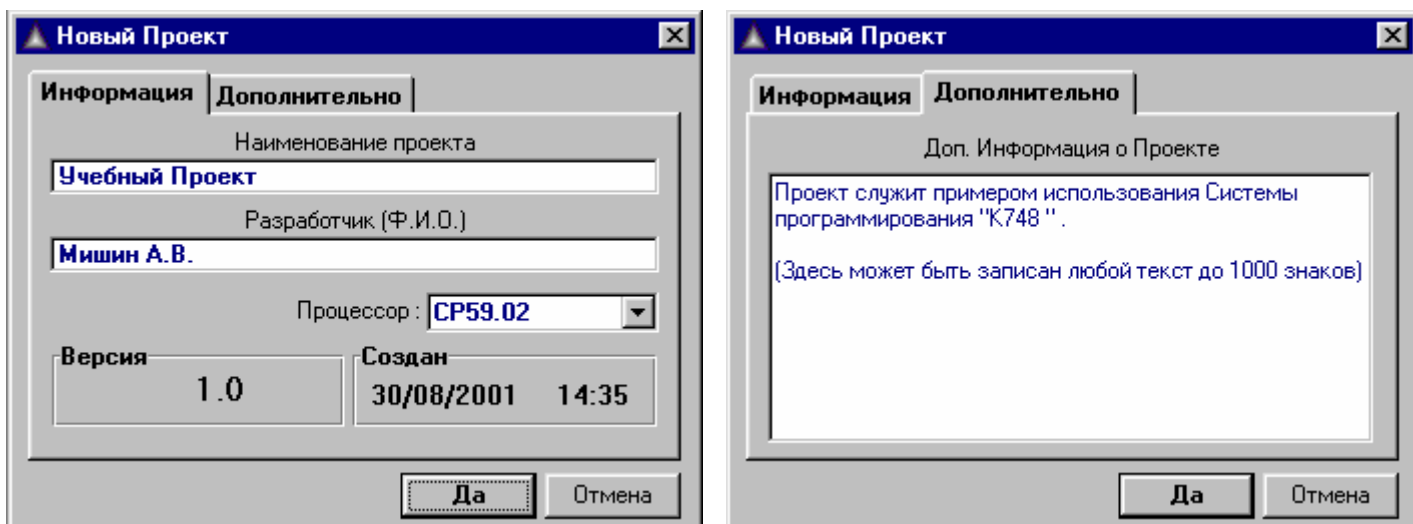 Новый Проект
Информация
Дополнительно
Наименование проекта
Учебный Проект
Разработчик (Ф.И.О.)
Мишин А.В.
Процессор : СР59.02
Версия
1.0
Создан
30/08/2001 14:35
Да
Отмена
Новый Проект
Информация
Дополнительно
Доп. Информация о Проекте
Проект служит примером использования Системы
программирования "К748 " .
(Здесь может быть записан любой текст до 1000 знаков)
Да
Отмена